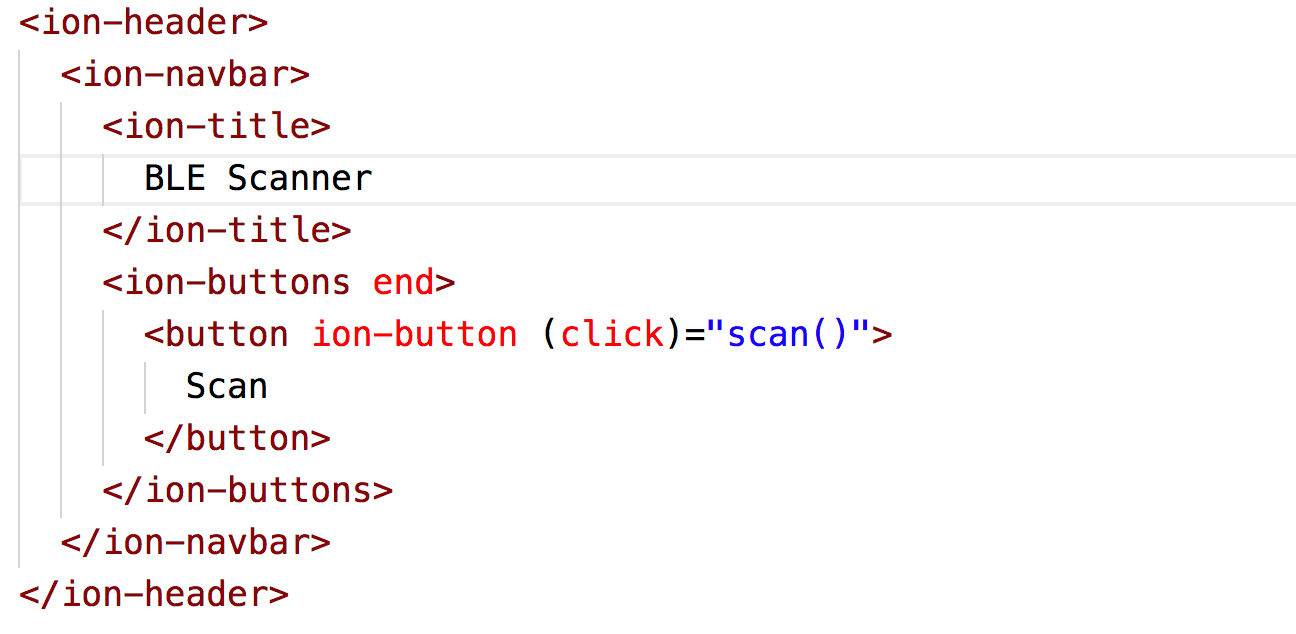 <ion-header>
<ion-navbar>
<ion-title>
BLE Scanner
</ion-title>
<ion-buttons end>
<button ion-button (click)="scan()">
Scan
</button>
</ion-buttons>
</ion-navbar>
</ion-header>